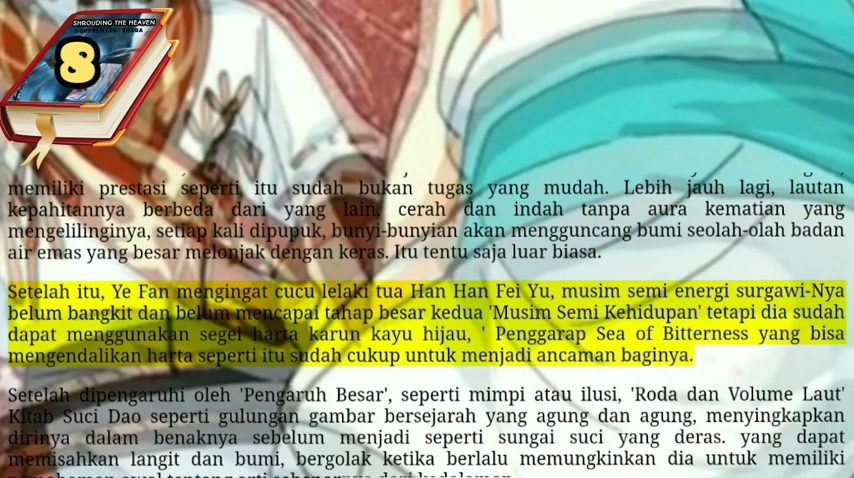 SHROUDING THE HEAVEN
8
memiliki prestasi seperti itu sudah bukan tugas yang mudah. Lebih jauh lagi, lautan
kepahitannya berbeda dari yang lain, cerah dan indah tanpa aura kematian yang
mengelilinginya, setiap kali dipupuk, bunyi-bunyian akan mengguncang bumi seolah-olah badan
air emas yang besar melonjak dengan keras. Itu tentu saja luar biasa.
Setelah itu, Ye Fan mengingat cucu lelaki tua Han Han Fei Yu, musim semi energi surgawi-Nya
belum bangkit dan belum mencapai tahap besar kedua 'Musim Semi Kehidupan' tetapi dia sudah
dapat menggunakan segel harta karun kayu hijau, ' Penggarap Sea of Bitterness yang bisa
mengendalikan harta seperti itu sudah cukup untuk menjadi ancaman baginya.
Setelah dipengaruhi oleh 'Pengaruh Besar', seperti mimpi atau ilusi, 'Roda dan Volume Laut'
Kitab Suci Dao seperti gulungan gambar bersejarah yang agung dan agung, menyingkapkan
dirinya dalam benaknya sebelum menjadi seperti sungai suci yang deras. yang dapat
memisahkan langit dan bumi, bergolak ketika berlalu memungkinkan dia untuk memiliki